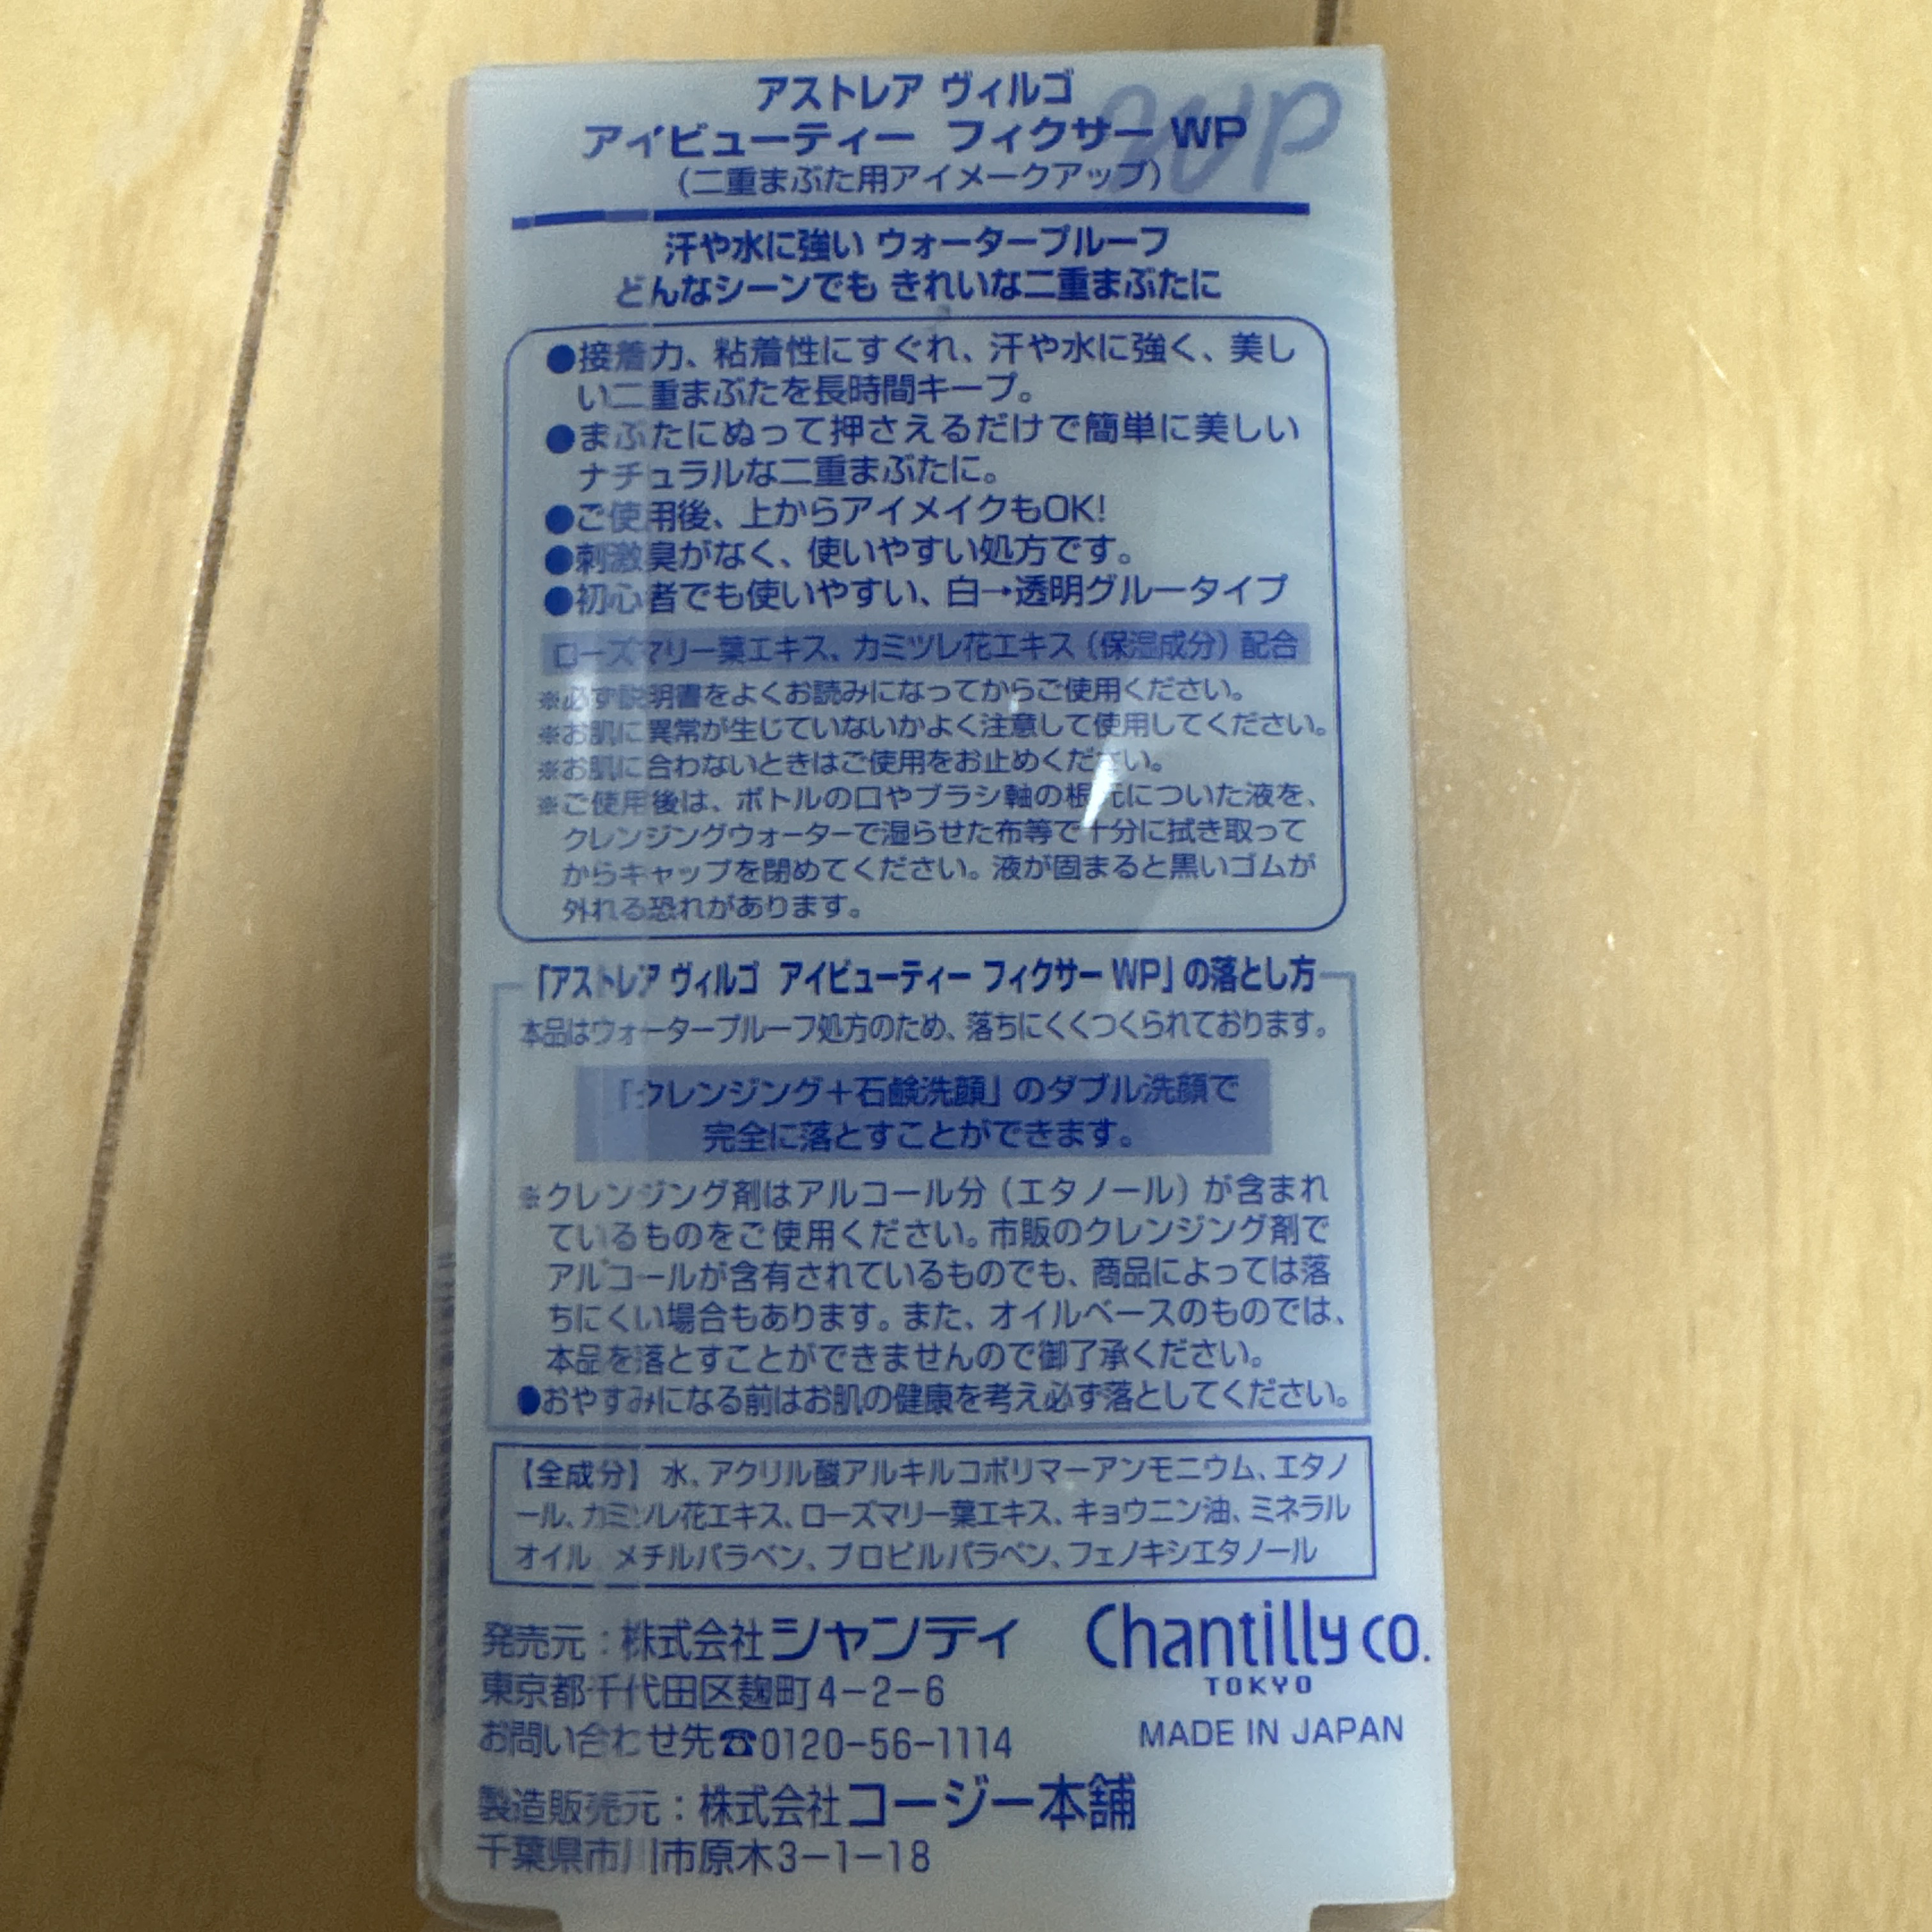 アストレア ヴィルゴ
アイビューティー フィクサー WP
（二重まぶた用アイメークアップ）
汗や水に強い ウォータープルーフ
どんなシーンでも きれいな二重まぶたに
●接着力、粘着性にすぐれ、汗や水に強く、美し
い二重まぶたを長時間キープ。
●まぶたにぬって押さえるだけで簡単に美しい
ナチュラルな二重まぶたに。
●ご使用後、上からアイメイクもOK!
●刺激臭がなく、使いやすい処方です。
●初心者でも使いやすい、白→透明グルータイプ
ローズマリー葉エキス、カミツレ花エキス（保湿成分）配合
※必ず説明書をよくお読みになってからご使用ください。
※お肌に異常が生じていないかよく注意して使用してください。
※お肌に合わないときはご使用をお止めください。
※ご使用後は、ボトルの口やブラシ軸の根元についた液を、
クレンジングウォーターで湿らせた布等で十分に拭き取って
からキャップを閉めてください。液が固まると黒いゴムが
外れる恐れがあります。
「アストレア ヴィルゴ アイビューティー フィクサー WP」の落とし方
本品はウォータープルーフ処方のため、落ちにくくつくられております。
「クレンジング＋石鹸洗顔」のダブル洗顔で
完全に落とすことができます。
※クレンジング剤はアルコール分（エタノール）が含まれ
ているものをご使用ください。市販のクレンジング剤で
アルコールが含有されているものでも、商品によっては落
ちにくい場合もあります。また、オイルベースのものでは、
本品を落とすことができませんので御了承ください。
●おやすみになる前はお肌の健康を考え必ず落としてください。
【全成分】 水、アクリル酸アルキルコポリマーアンモニウム、エタノ
ール、カミツレ花エキス、ローズマリー葉エキス、キョウニン油、ミネラル
オイル、メチルパラベン、プロピルパラベン、フェノキシエタノール
発売元：株式会社シャンティ Chantilly co.
東京都千代田区麹町4−2−6 TOKYO
お問い合わせ先☎0120−56−1114 MADE IN JAPAN
製造販売元：株式会社コージー本舗
千葉県市川市原木3−1−18